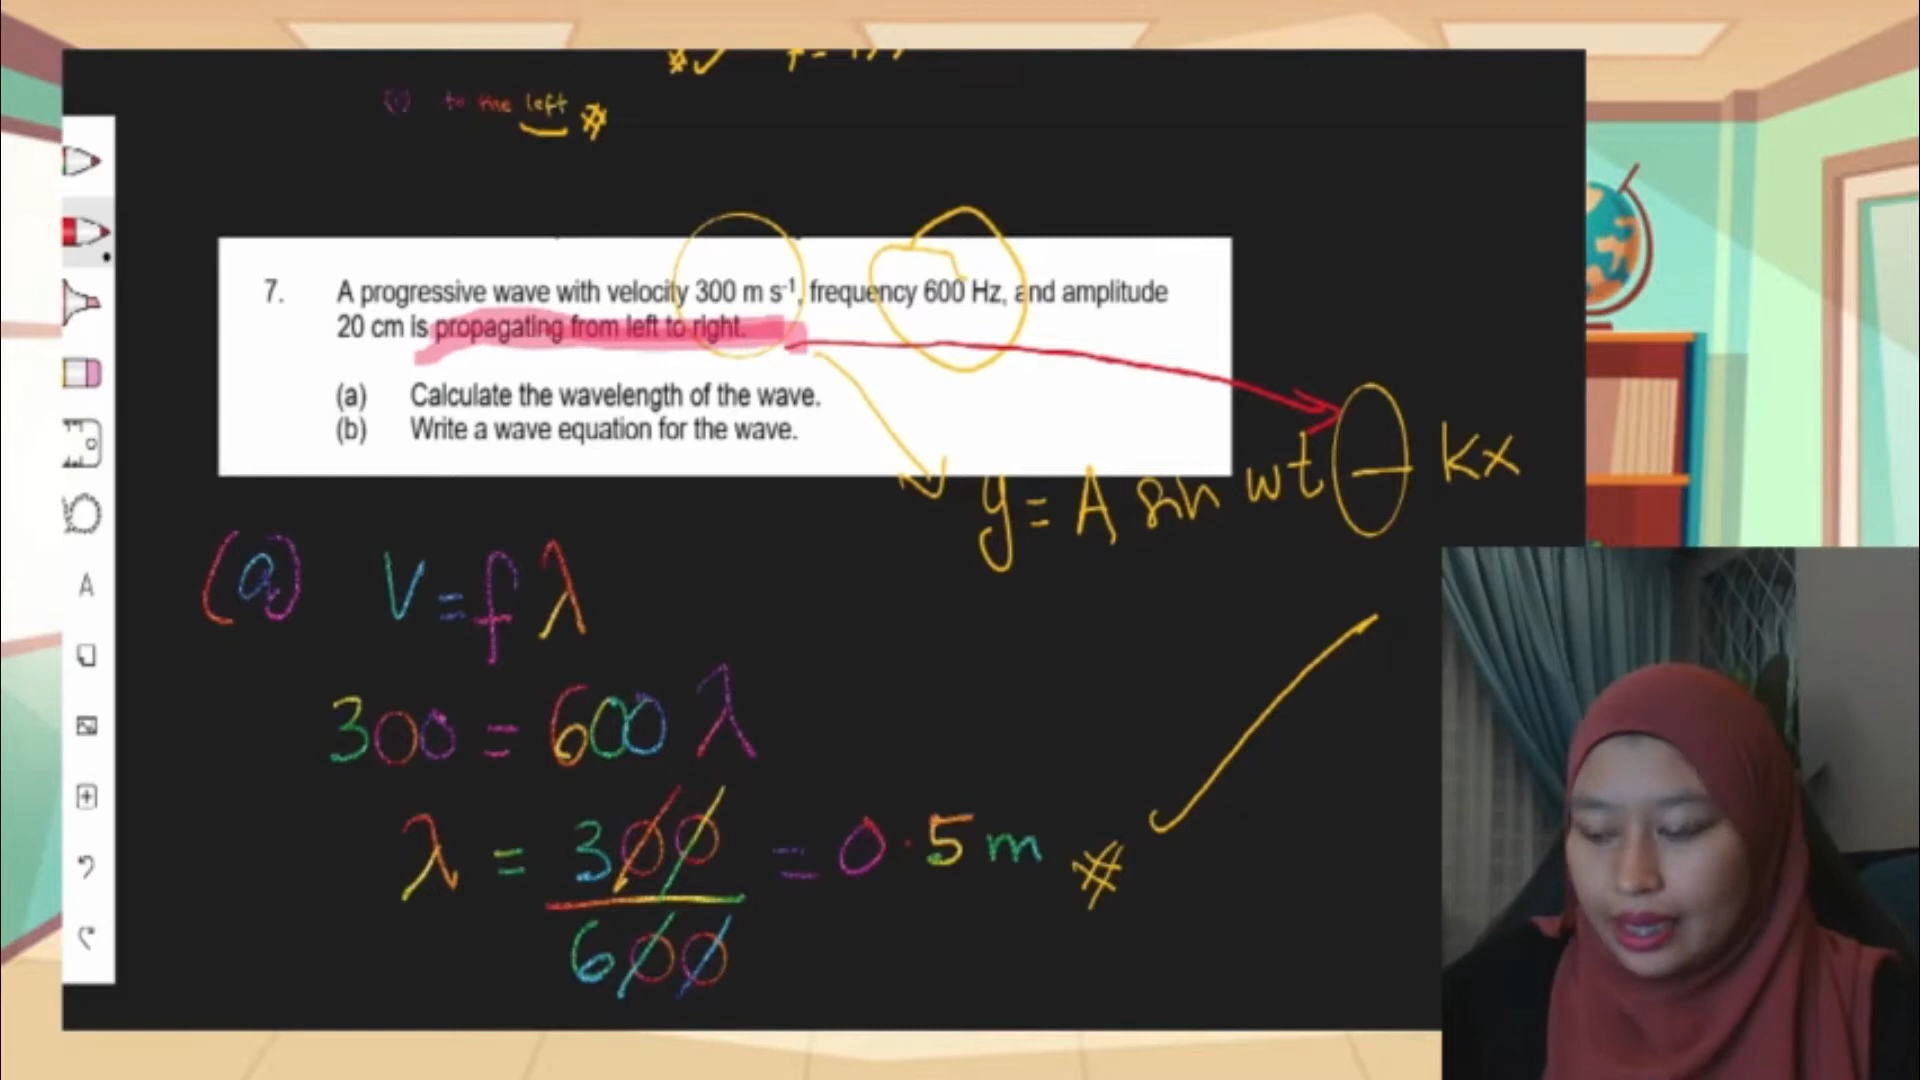 to the left
7. A progressive wave with velocity 300 m s⁻¹, frequency 600 Hz, and amplitude
20 cm is propagating from left to right.
(a) Calculate the wavelength of the wave.
(b) Write a wave equation for the wave.
y = A sin wt − kx
(a) V = f λ
300 = 600 λ
λ = 300/600 = 0.5 m #